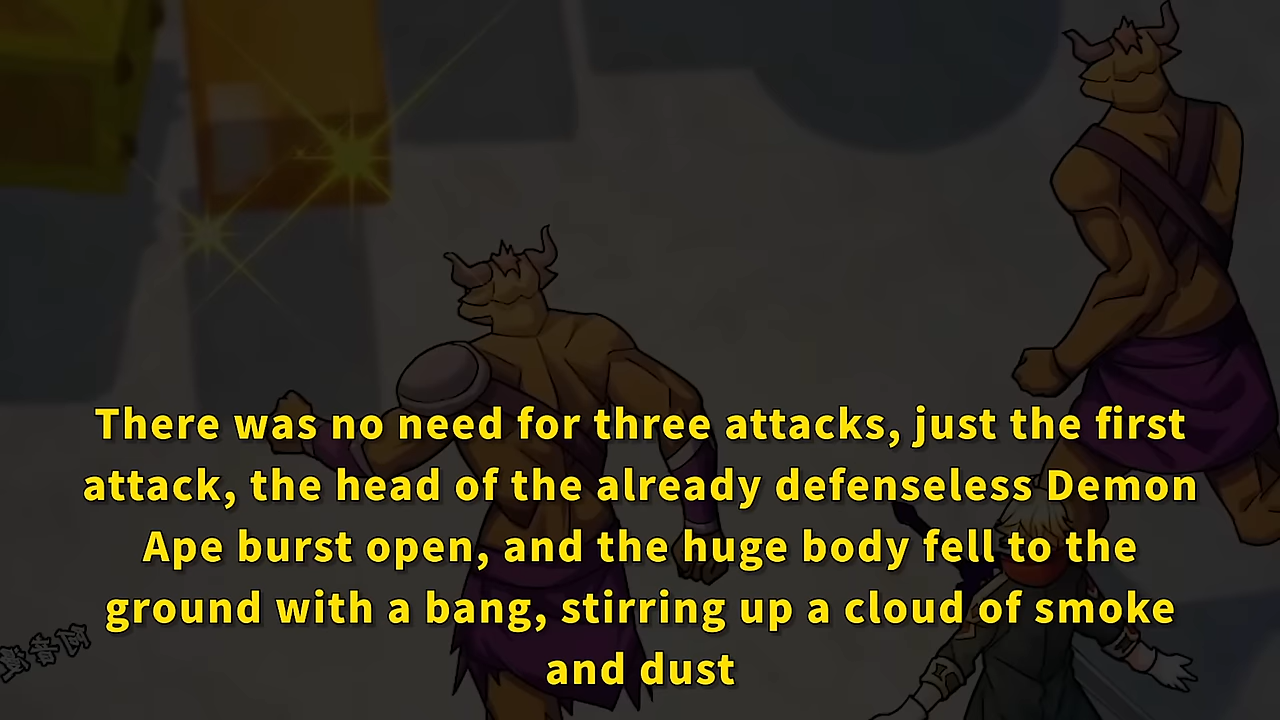 There was no need for three attacks, just the first
attack, the head of the already defenseless Demon
Ape burst open, and the huge body fell to the
ground with a bang, stirring up a cloud of smoke
and dust